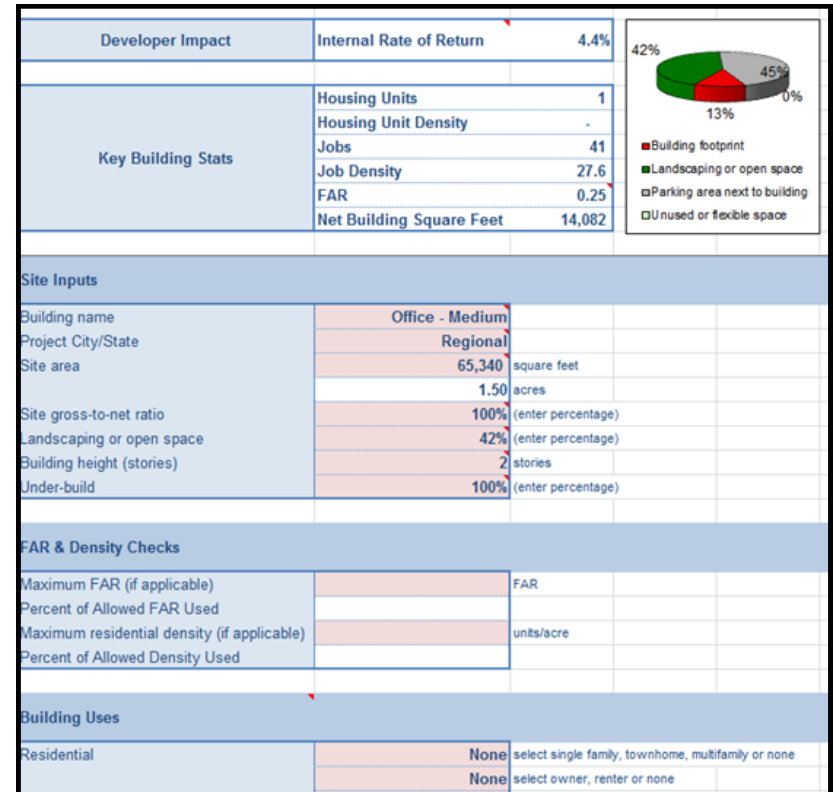 Developer Impact Internal Rate of Return 4.4%
42%
45%
0%
13%
Building footprint
Landscaping or open space
Parking area next to building
Unused or flexible space
Key Building Stats
Housing Units 1
Housing Unit Density -
Jobs 41
Job Density 27.6
FAR 0.25
Net Building Square Feet 14,082
Site Inputs
Building name Office - Medium
Project City/State Regional
Site area 65,340 square feet
1.50 acres
Site gross-to-net ratio 100% (enter percentage)
Landscaping or open space 42% (enter percentage)
Building height (stories) 2 stories
Under-build 100% (enter percentage)
FAR & Density Checks
Maximum FAR (if applicable) FAR
Percent of Allowed FAR Used
Maximum residential density (if applicable) units/acre
Percent of Allowed Density Used
Building Uses
Residential None select single family, townhome, multifamily or none
None select owner, renter or none